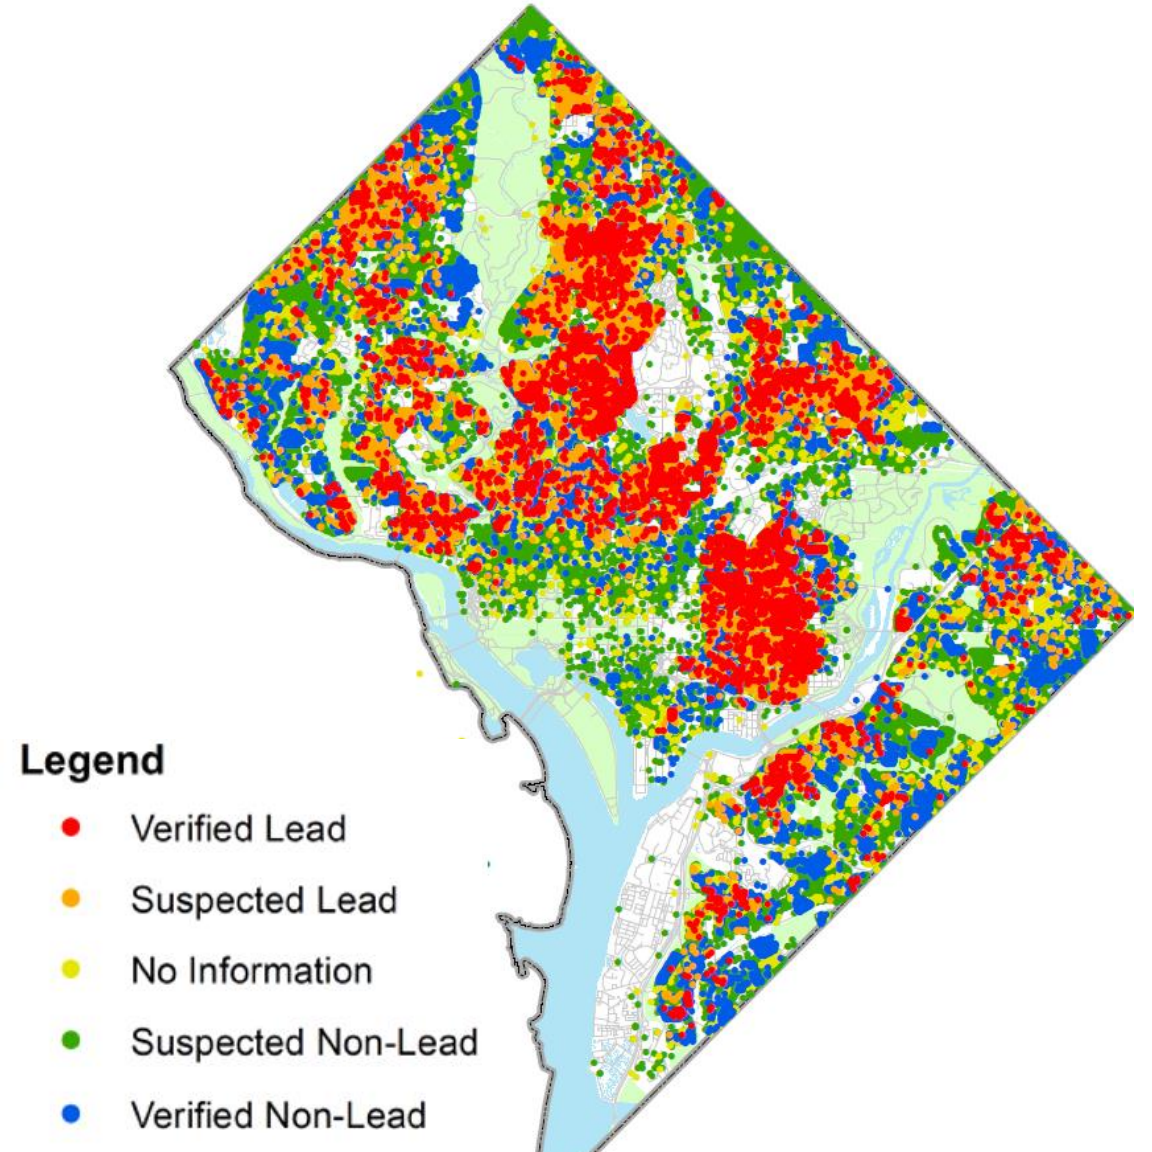 Legend
Verified Lead
Suspected Lead
No Information
Suspected Non-Lead
Verified Non-Lead